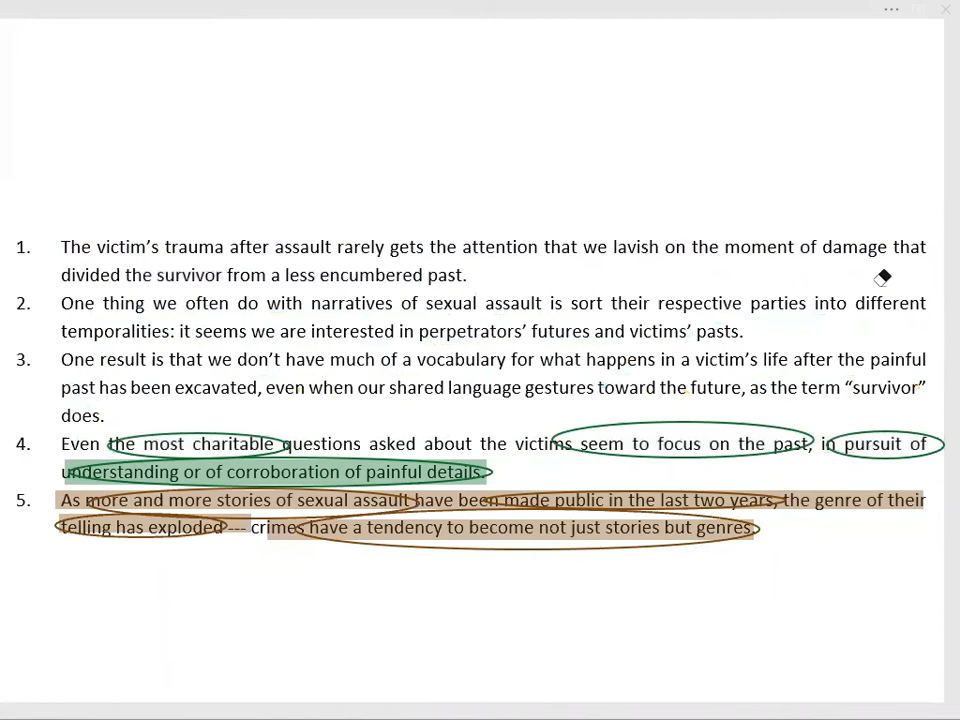 1. The victim's trauma after assault rarely gets the attention that we lavish on the moment of damage that
divided the survivor from a less encumbered past.
2. One thing we often do with narratives of sexual assault is sort their respective parties into different
temporalities: it seems we are interested in perpetrators' futures and victims' pasts.
3. One result is that we don't have much of a vocabulary for what happens in a victim's life after the painful
past has been excavated, even when our shared language gestures toward the future, as the term “survivor”
does.
4. Even the most charitable questions asked about the victims seem to focus on the past, in pursuit of
understanding or of corroboration of painful details.
5. As more and more stories of sexual assault have been made public in the last two years, the genre of their
telling has exploded --- crimes have a tendency to become not just stories but genres.